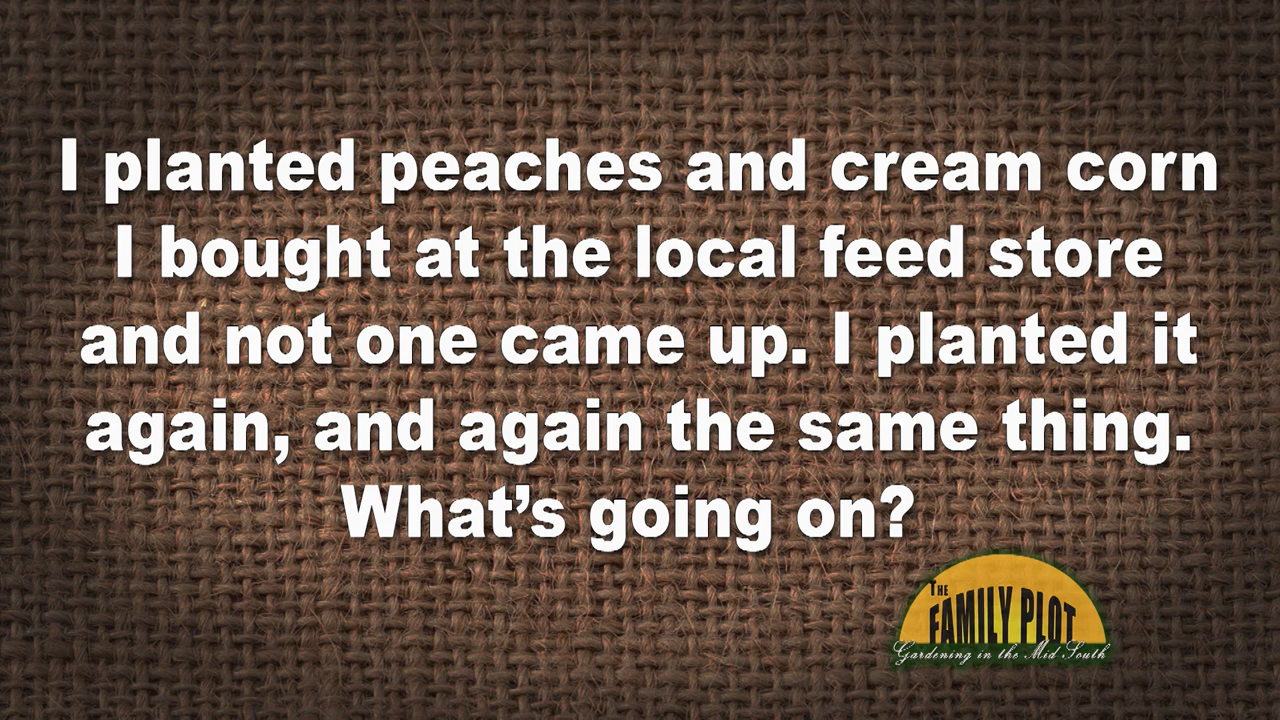 I planted peaches and cream corn
I bought at the local feed store
and not one came up. I planted it
again, and again the same thing.
What’s going on?
THE
FAMILY PLOT
Gardening in the Mid South